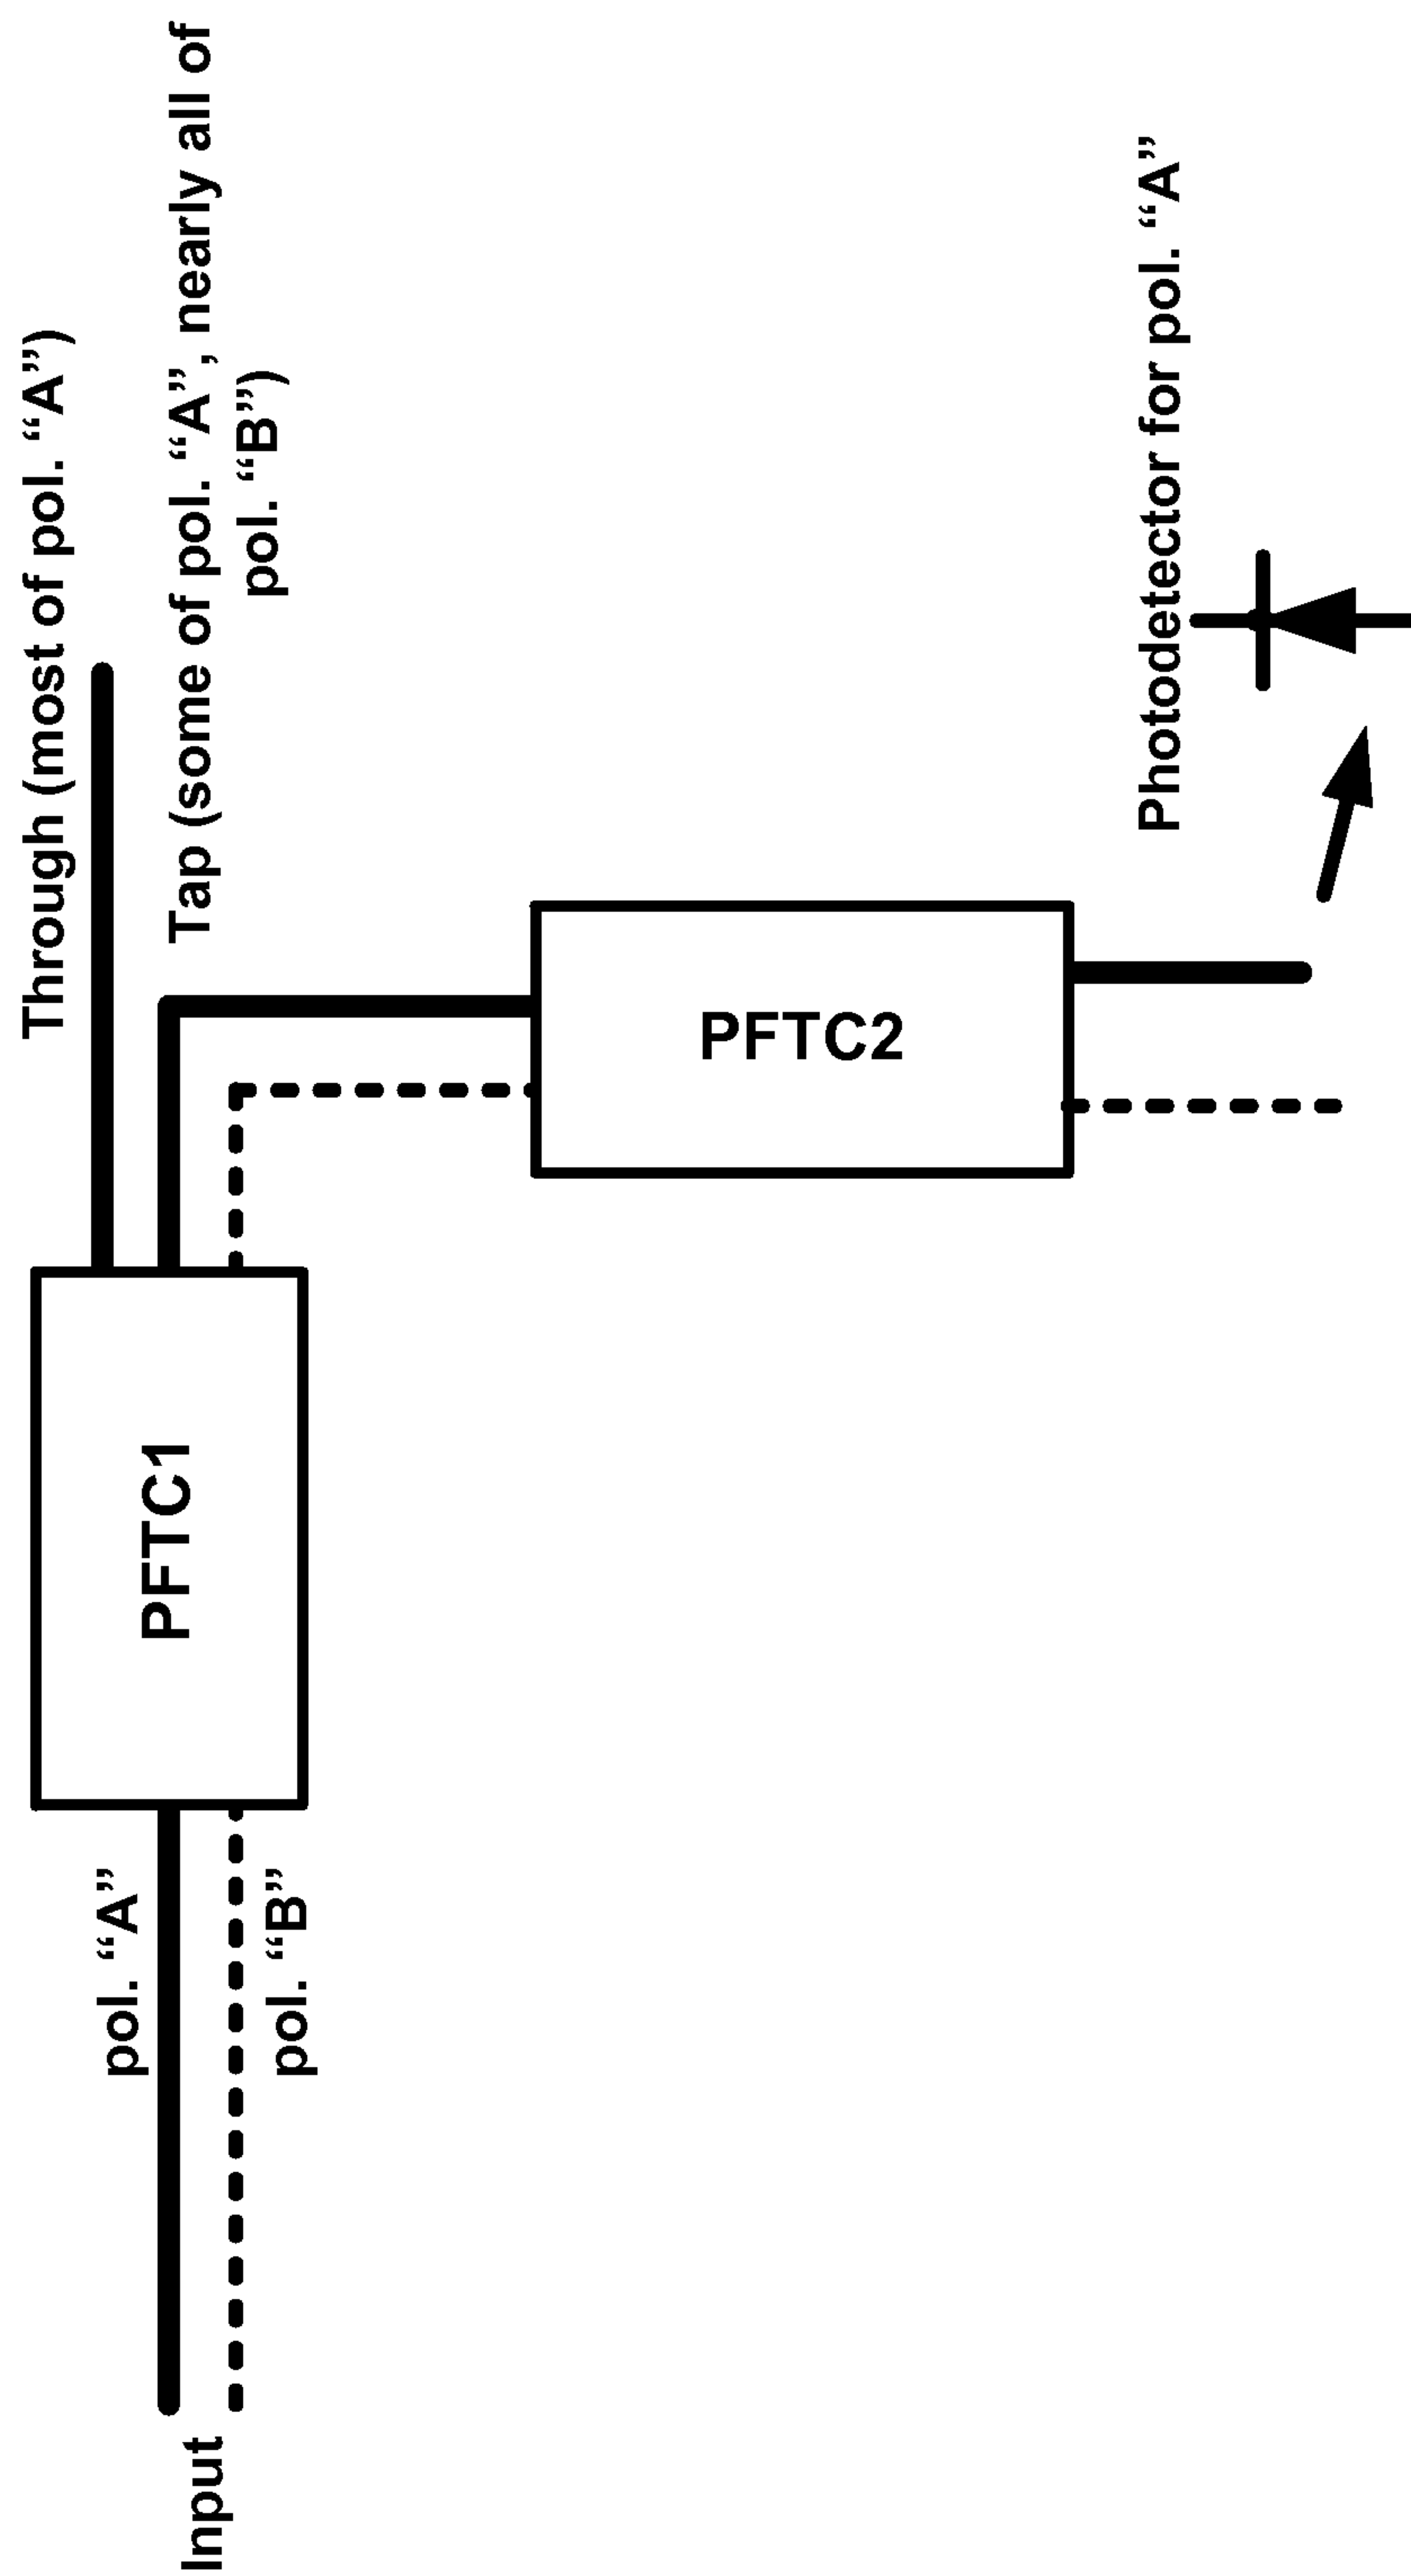 Through (most of pol. “A”)
Tap (some of pol. “A”, nearly all of
pol. “B”)
pol. “A”
PFTC1
Input
pol. “B”
PFTC2
Photodetector for pol. “A”